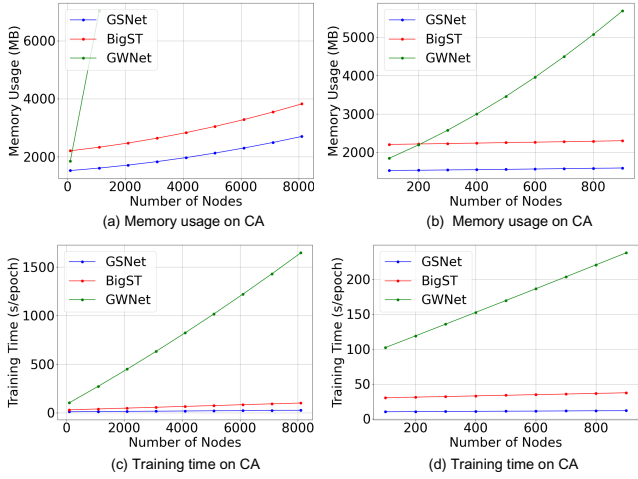 GSNet
BigST
GWNet
6000
4000
2000
Memory Usage (MB)
0 2000 4000 6000 8000
Number of Nodes
(a) Memory usage on CA
GSNet
BigST
GWNet
5000
4000
3000
2000
Memory Usage (MB)
200 400 600 800
Number of Nodes
(b) Memory usage on CA
GSNet
BigST
GWNet
1500
1000
500
0
Training Time (s/epoch)
0 2000 4000 6000 8000
Number of Nodes
(c) Training time on CA
GSNet
BigST
GWNet
200
150
100
50
0
Training Time (s/epoch)
200 400 600 800
Number of Nodes
(d) Training time on CA